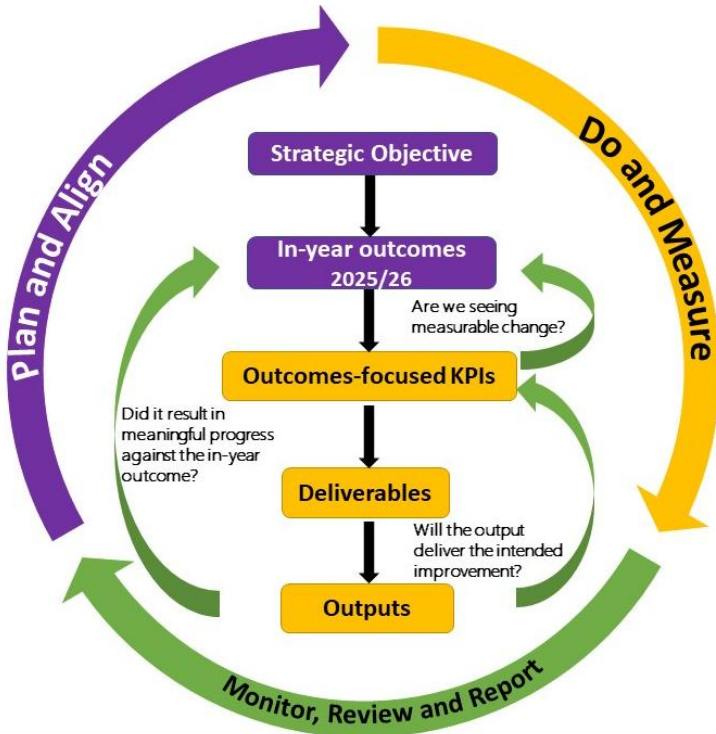 Plan and Align
Do and Measure
Strategic Objective
In-year outcomes
2025/26
Are we seeing
measurable change?
Outcomes-focused KPIs
Did it result in
meaningful progress
against the in-year
outcome?
Deliverables
Will the output
deliver the intended
improvement?
Outputs
Monitor, Review and Report